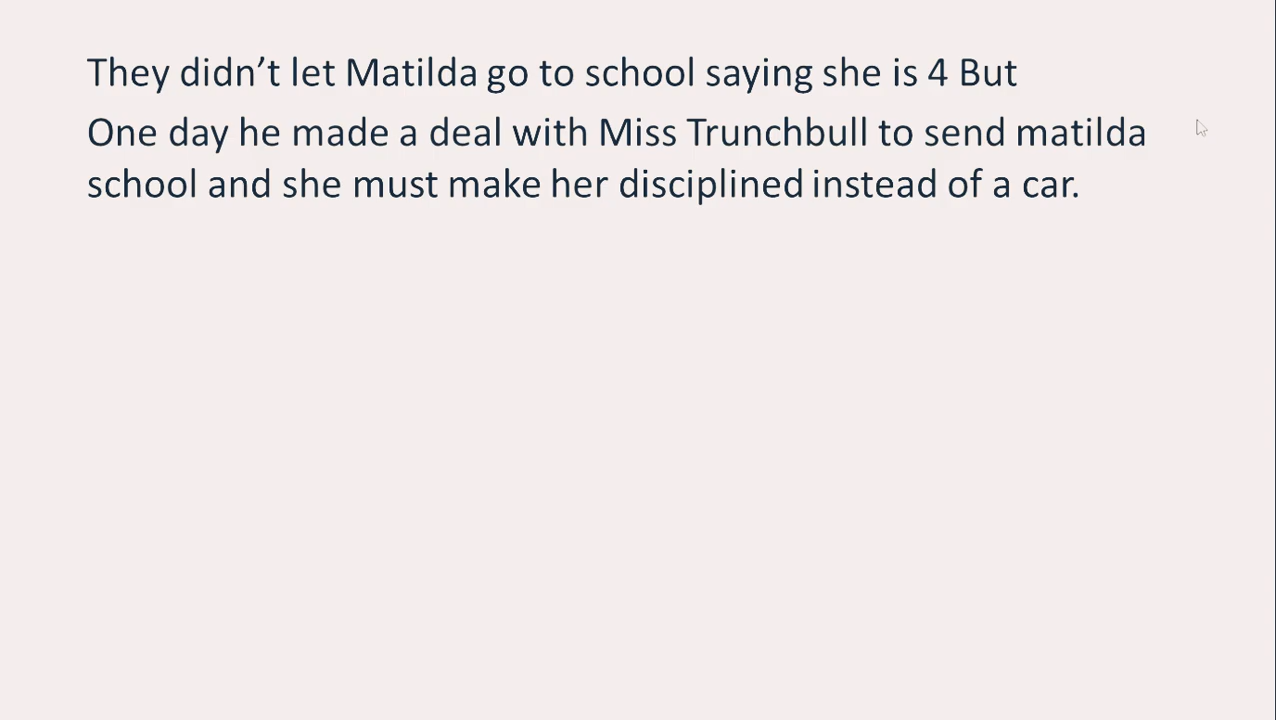 They didn’t let Matilda go to school saying she is 4 But
One day he made a deal with Miss Trunchbull to send matilda
school and she must make her disciplined instead of a car.